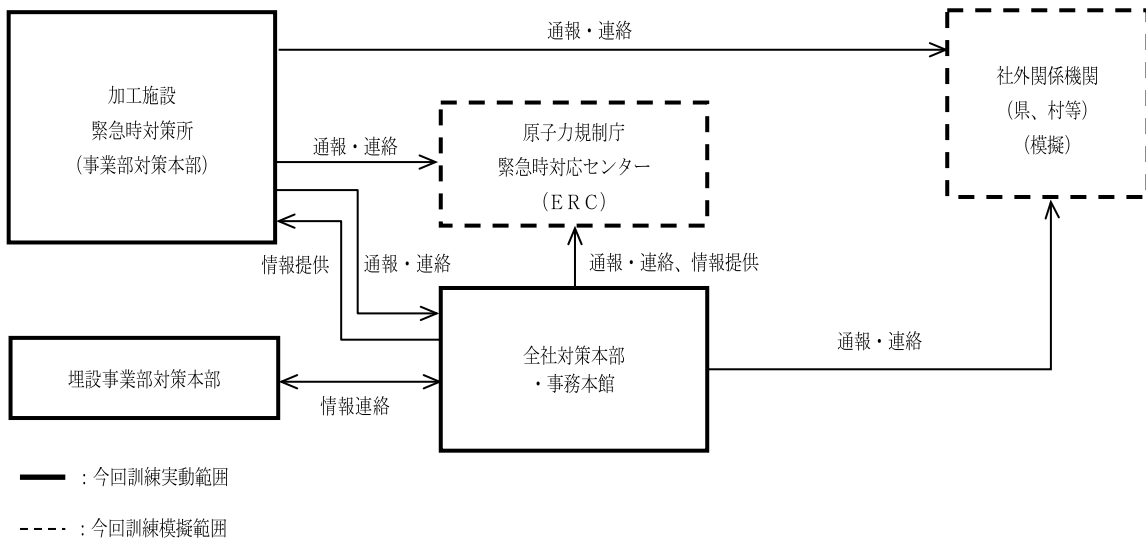 通報・連絡
加工施設
緊急時対策所
(事業部対策本部)
社外関係機関
(県、村等)
(模擬)
通報・連絡
原子力規制庁
緊急時対応センター
(ERC)
情報提供
通報・連絡
通報・連絡、情報提供
通報・連絡
全社対策本部
・事務本館
埋設事業部対策本部
情報連絡
:今回訓練実動範囲
:今回訓練模擬範囲